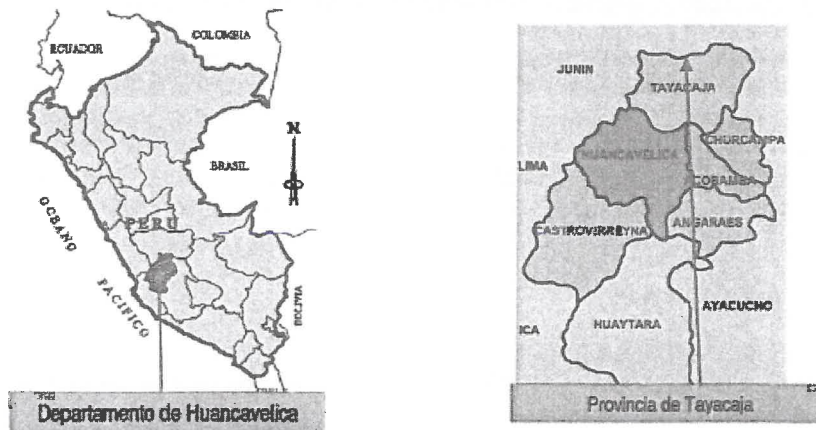 COLOMBIA
ECUADOR
N
BRASIL
PERU
OCEANO
PACIFICO
BOLIVIA
Departamento de Huancavelica
JUNIN
TAYACAJA
CHURCAMPA
HUANCAVELICA
LIMA
COBAMBA
ANGARAES
CASTROVIRREYNA
AYACUCHO
ICA
HUAYTARA
Provincia de Tayacaja